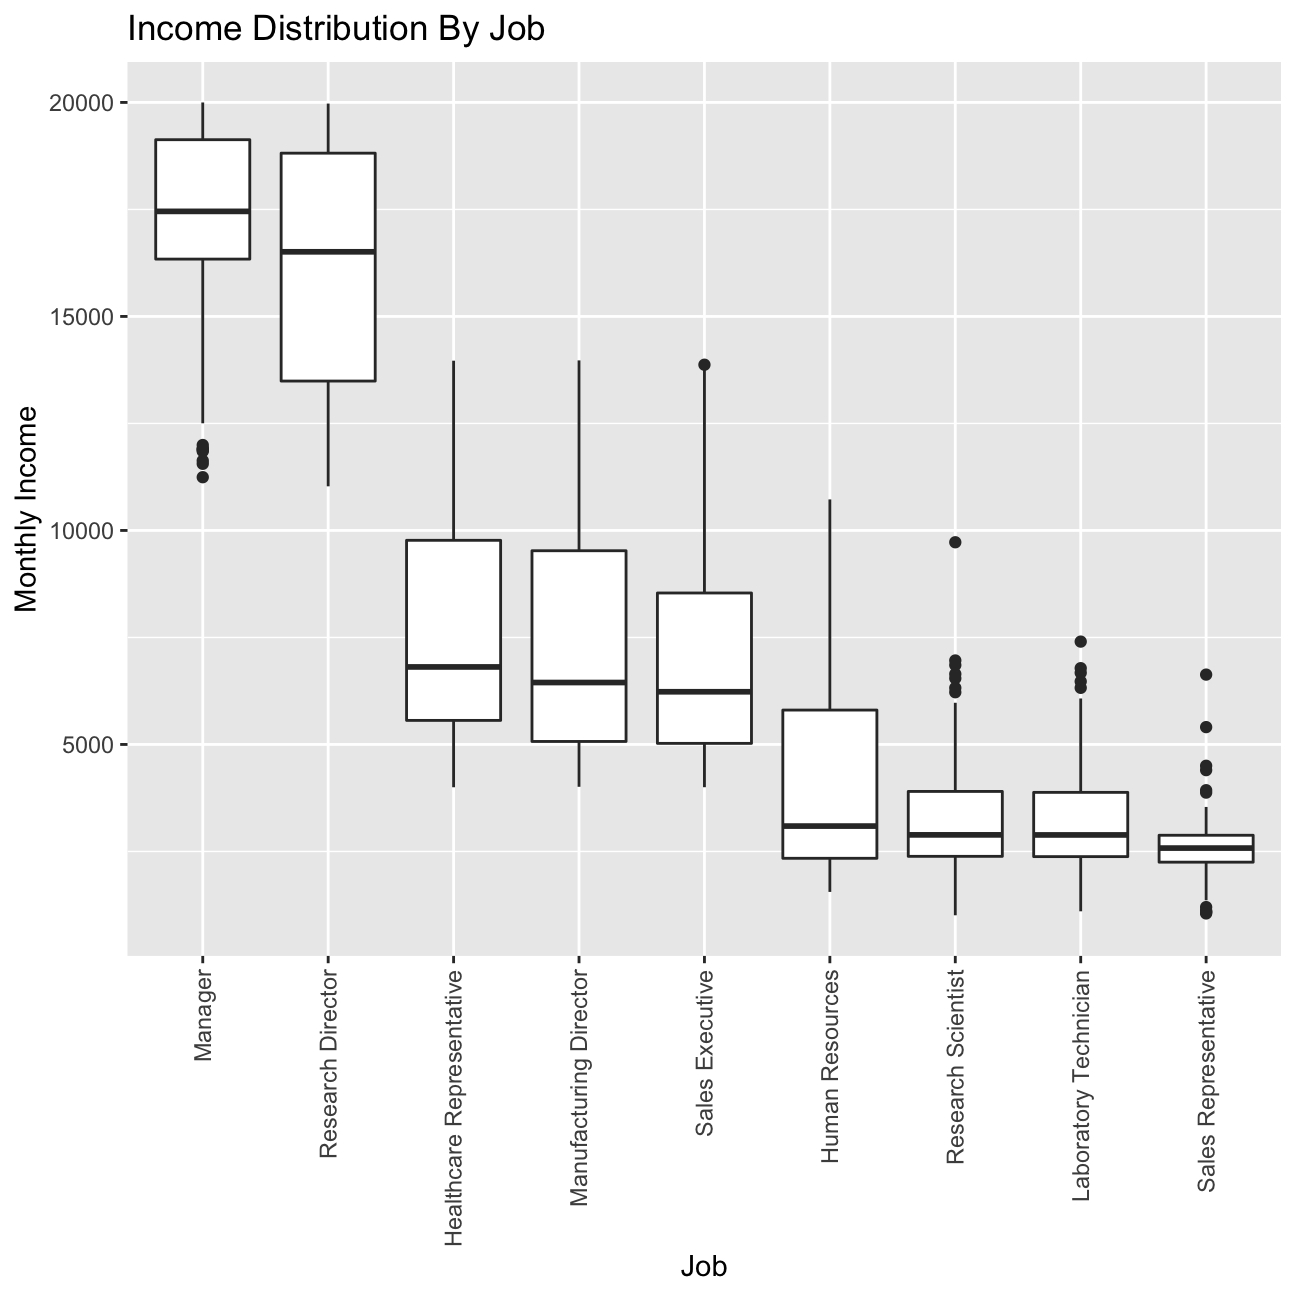 Income Distribution By Job
Monthly Income
20000
15000
10000
5000
Manager
Research Director
Healthcare Representative
Manufacturing Director
Sales Executive
Human Resources
Research Scientist
Laboratory Technician
Sales Representative
Job